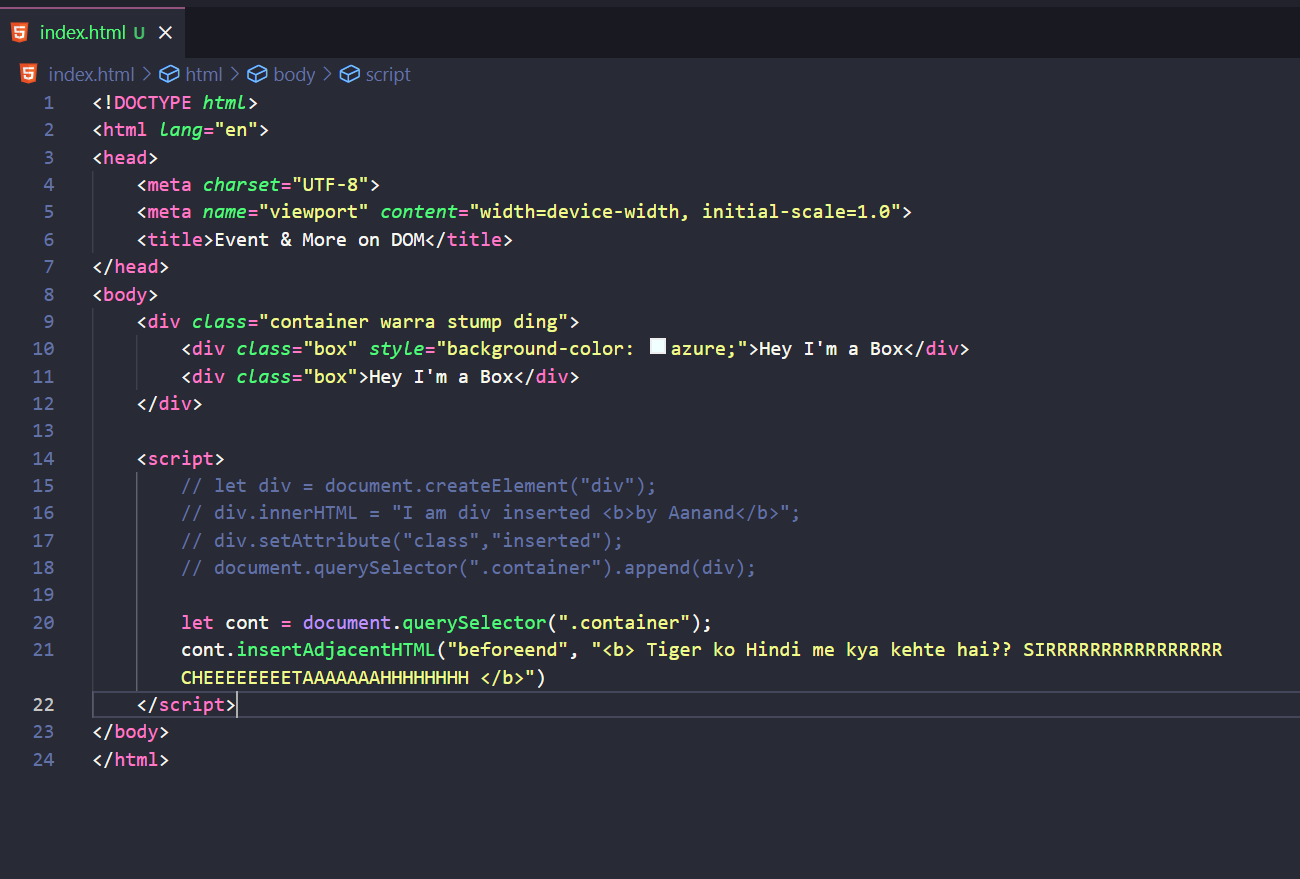 index.html U
index.html > html > body > script
1 <!DOCTYPE html>
2 <html lang="en">
3 <head>
4 <meta charset="UTF-8">
5 <meta name="viewport" content="width=device-width, initial-scale=1.0">
6 <title>Event & More on DOM</title>
7 </head>
8 <body>
9 <div class="container warra stump ding">
10 <div class="box" style="background-color: azure;">Hey I'm a Box</div>
11 <div class="box">Hey I'm a Box</div>
12 </div>
13
14 <script>
15 // let div = document.createElement("div");
16 // div.innerHTML = "I am div inserted <b>by Aanand</b>";
17 // div.setAttribute("class","inserted");
18 // document.querySelector(".container").append(div);
19
20 let cont = document.querySelector(".container");
21 cont.insertAdjacentHTML("beforeend", "<b> Tiger ko Hindi me kya kehte hai?? SIRRRRRRRRRRRRRRRR
CHEEEEEEEETAAAAAAAHHHHHHHH </b>")
22 </script>
23 </body>
24 </html>